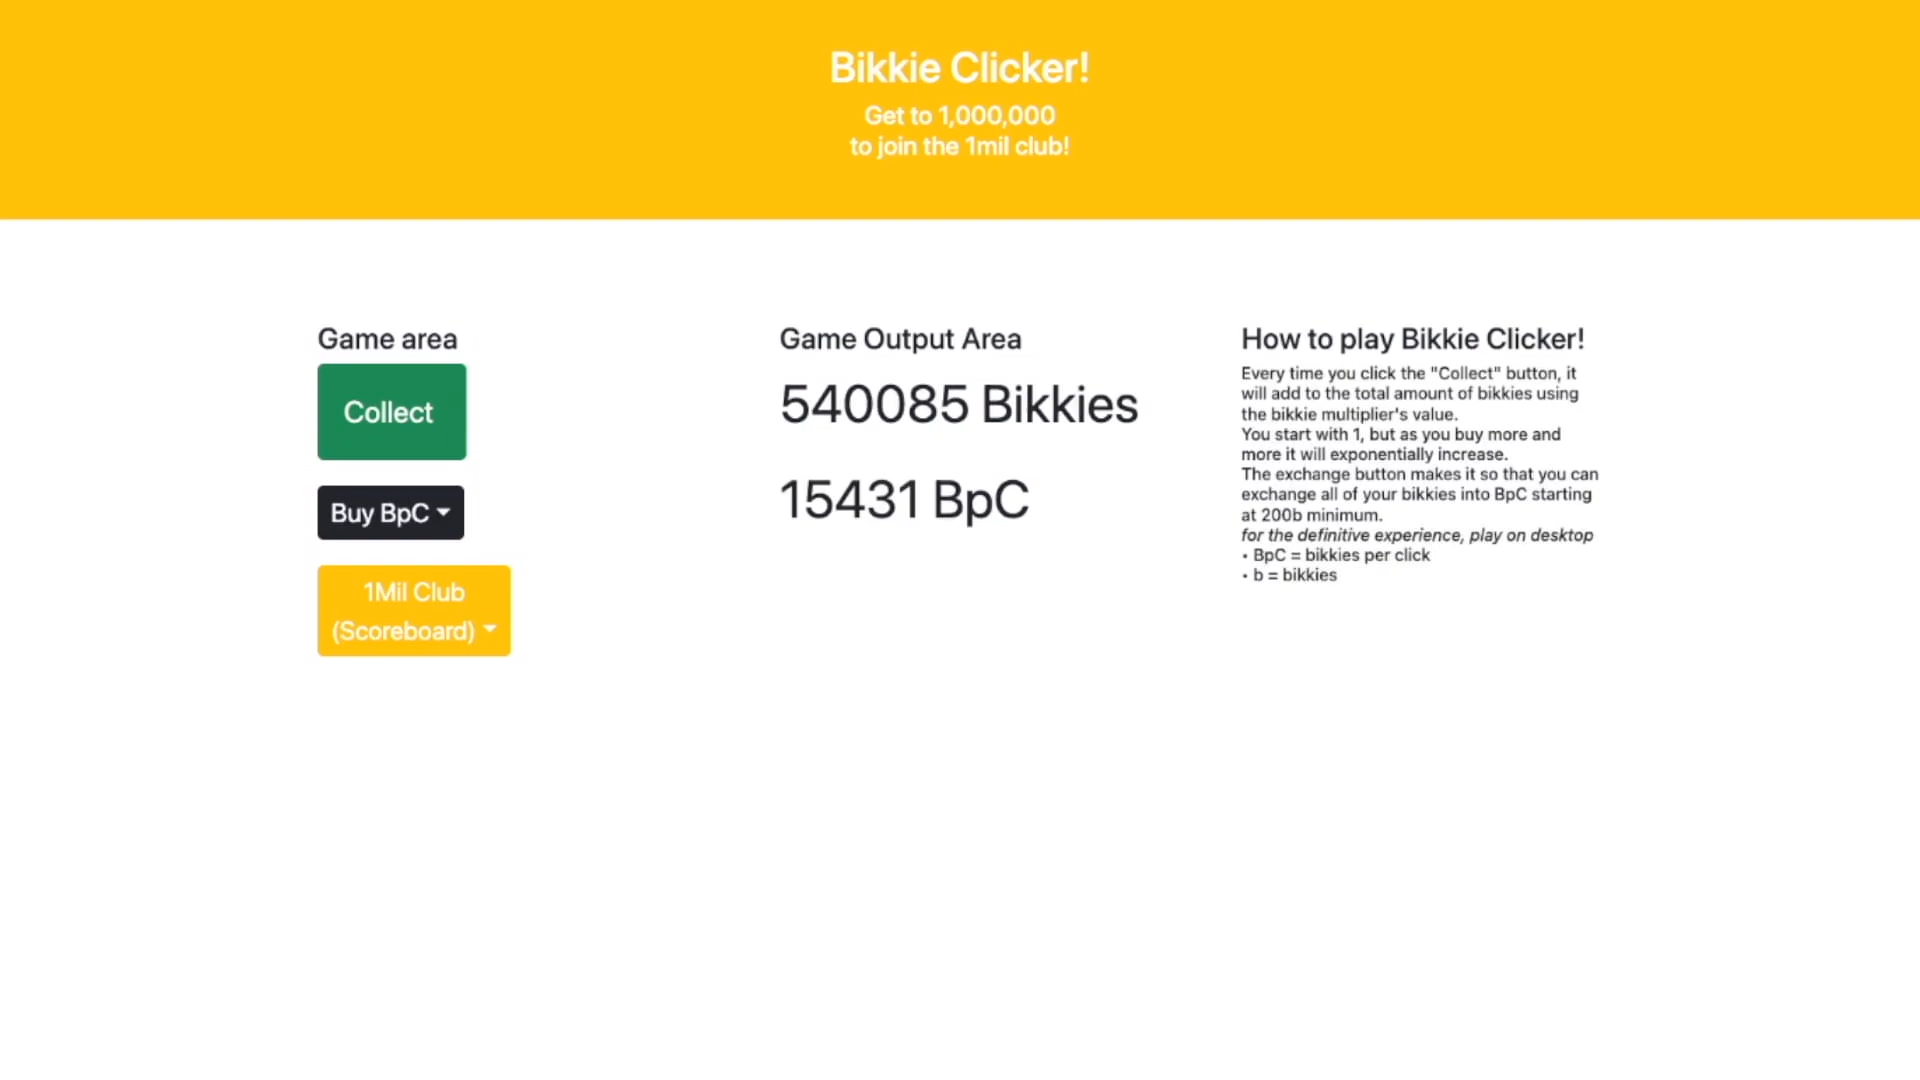 Bikkie Clicker!
Get to 1,000,000
to join the 1mil club!
Game area
Collect
Buy BpC
1Mil Club
(Scoreboard)
Game Output Area
540085 Bikkies
15431 BpC
How to play Bikkie Clicker!
Every time you click the "Collect" button, it
will add to the total amount of bikkies using
the bikkie multiplier's value.
You start with 1, but as you buy more and
more it will exponentially increase.
The exchange button makes it so that you can
exchange all of your bikkies into BpC starting
at 200b minimum.
for the definitive experience, play on desktop
• BpC = bikkies per click
• b = bikkies